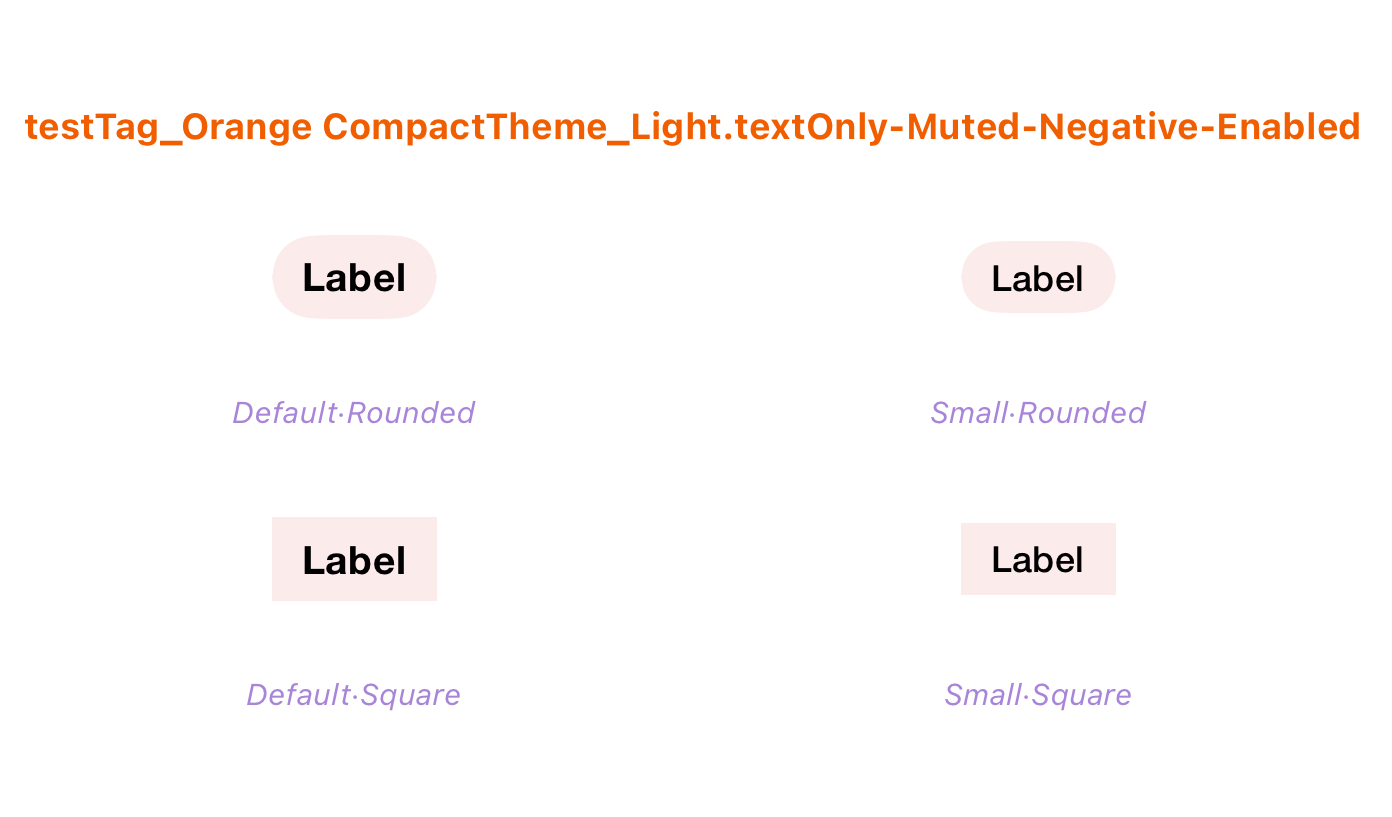 testTag_Orange CompactTheme_Light.textOnly-Muted-Negative-Enabled
Label Label
Default·Rounded Small·Rounded
Label Label
Default·Square Small·Square